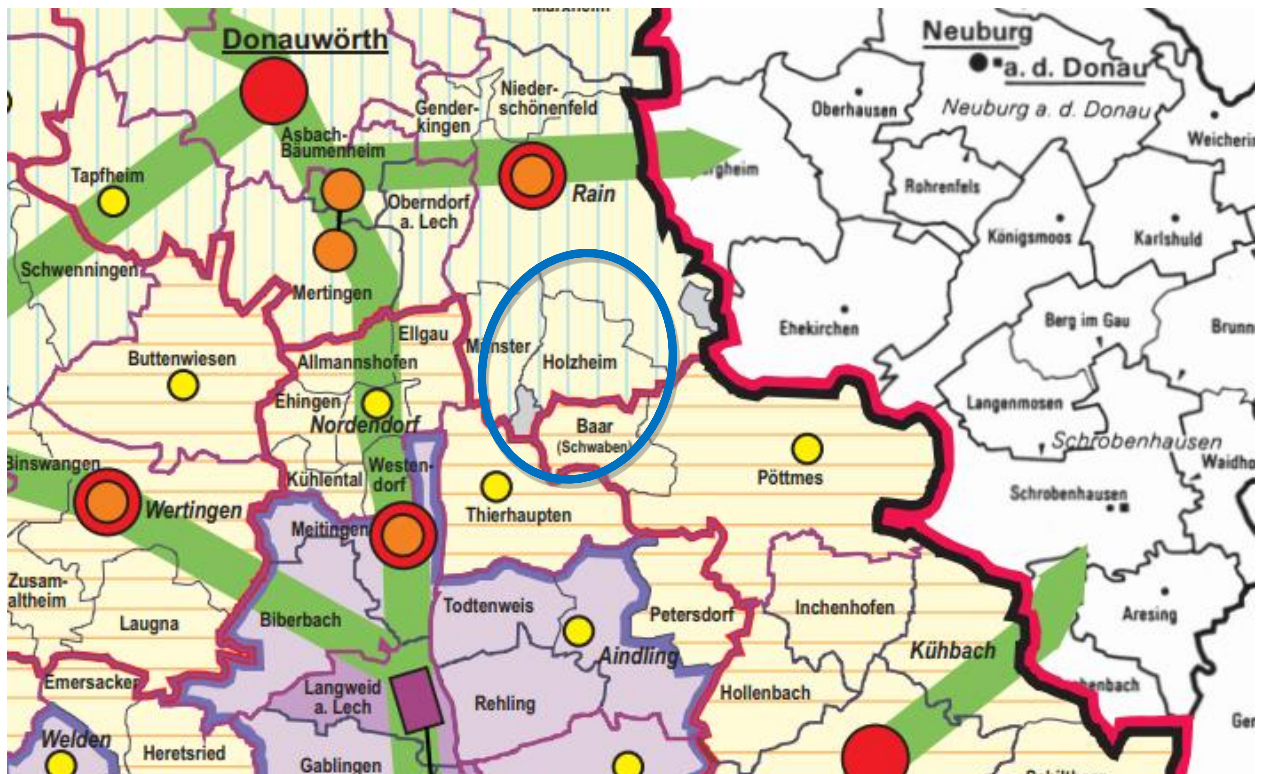 Donauwörth
Neuburg
a. d. Donau
Neuburg a. d. Donau
Oberhausen
Weicherin
Nieder-
schönenfeld
Gender-
kingen
Asbach-
Bäumenheim
Tapfheim
Oberndorf
a. Lech
Rain
rgheim
Rohrenfels
Königsmoos
Karlshuld
Schwenningen
Mertingen
Ehekirchen
Berg im Gau
Brunn
Ellgau
Münster
Holzheim
Buttenwiesen
Allmannshofen
Ehingen
Nordendorf
Baar
(Schwaben)
Langenmosen
Schrobenhausen
Waidho
Binswangen
Kühlental
Westen-
dorf
Pöttmes
Schrobenhausen
Wertingen
Meitingen
Thierhaupten
Zusam-
altheim
Laugna
Biberbach
Todtenweis
Petersdorf
Inchenhofen
Aresing
Aindling
Kühbach
Emersacker
Langweid
a. Lech
Rehling
Hollenbach
henbach
Ger
Welden
Heretsried
Gablingen